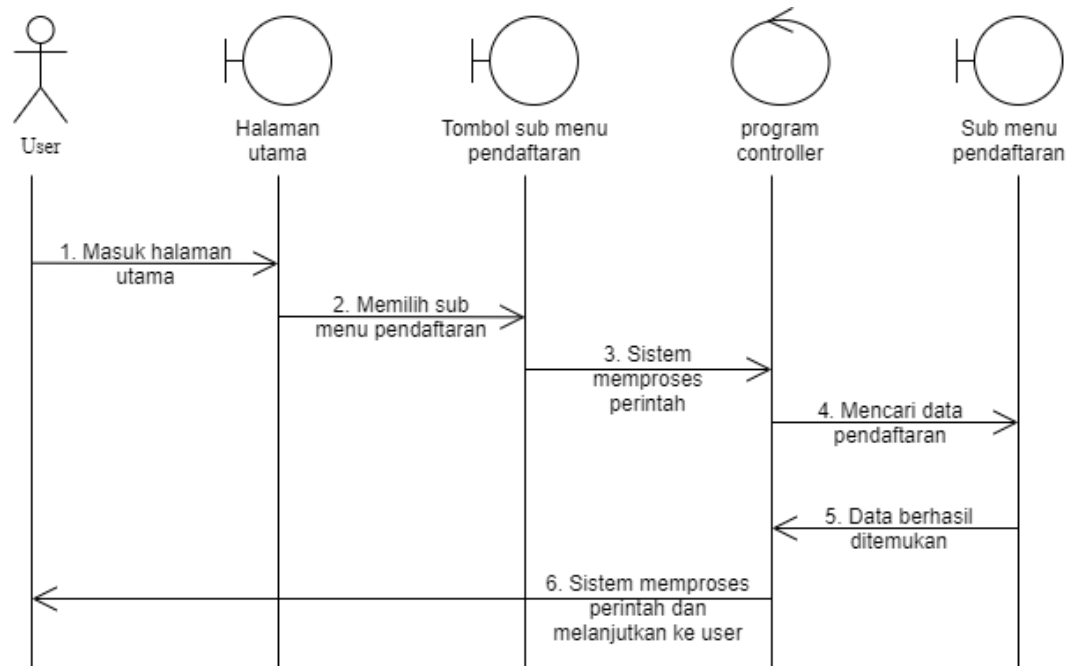 User
Halaman
utama
Tombol sub menu
pendaftaran
program
controller
Sub menu
pendaftaran
1. Masuk halaman
utama
2. Memilih sub
menu pendaftaran
3. Sistem
memproses
perintah
4. Mencari data
pendaftaran
5. Data berhasil
ditemukan
6. Sistem memproses
perintah dan
melanjutkan ke user